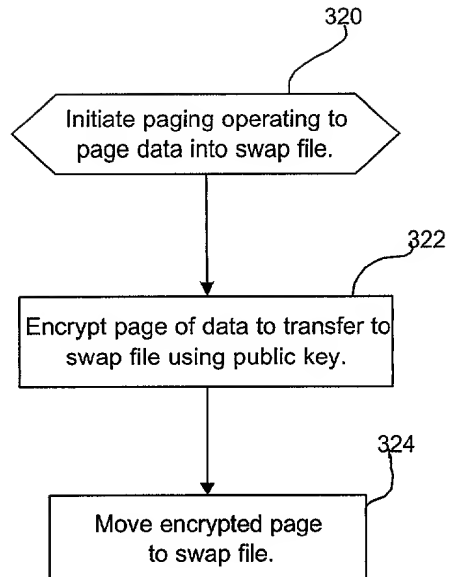 320
Initiate paging operating to
page data into swap file.
322
Encrypt page of data to transfer to
swap file using public key.
324
Move encrypted page
to swap file.